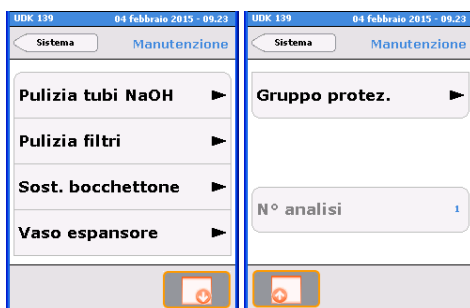 UDK 139 04 febbraio 2015 - 09.23
Sistema Manutenzione
Pulizia tubi NaOH
Pulizia filtri
Sost. bocchettone
Vaso espansore
UDK 139 04 febbraio 2015 - 09.23
Sistema Manutenzione
Gruppo protez.
N° analisi 1